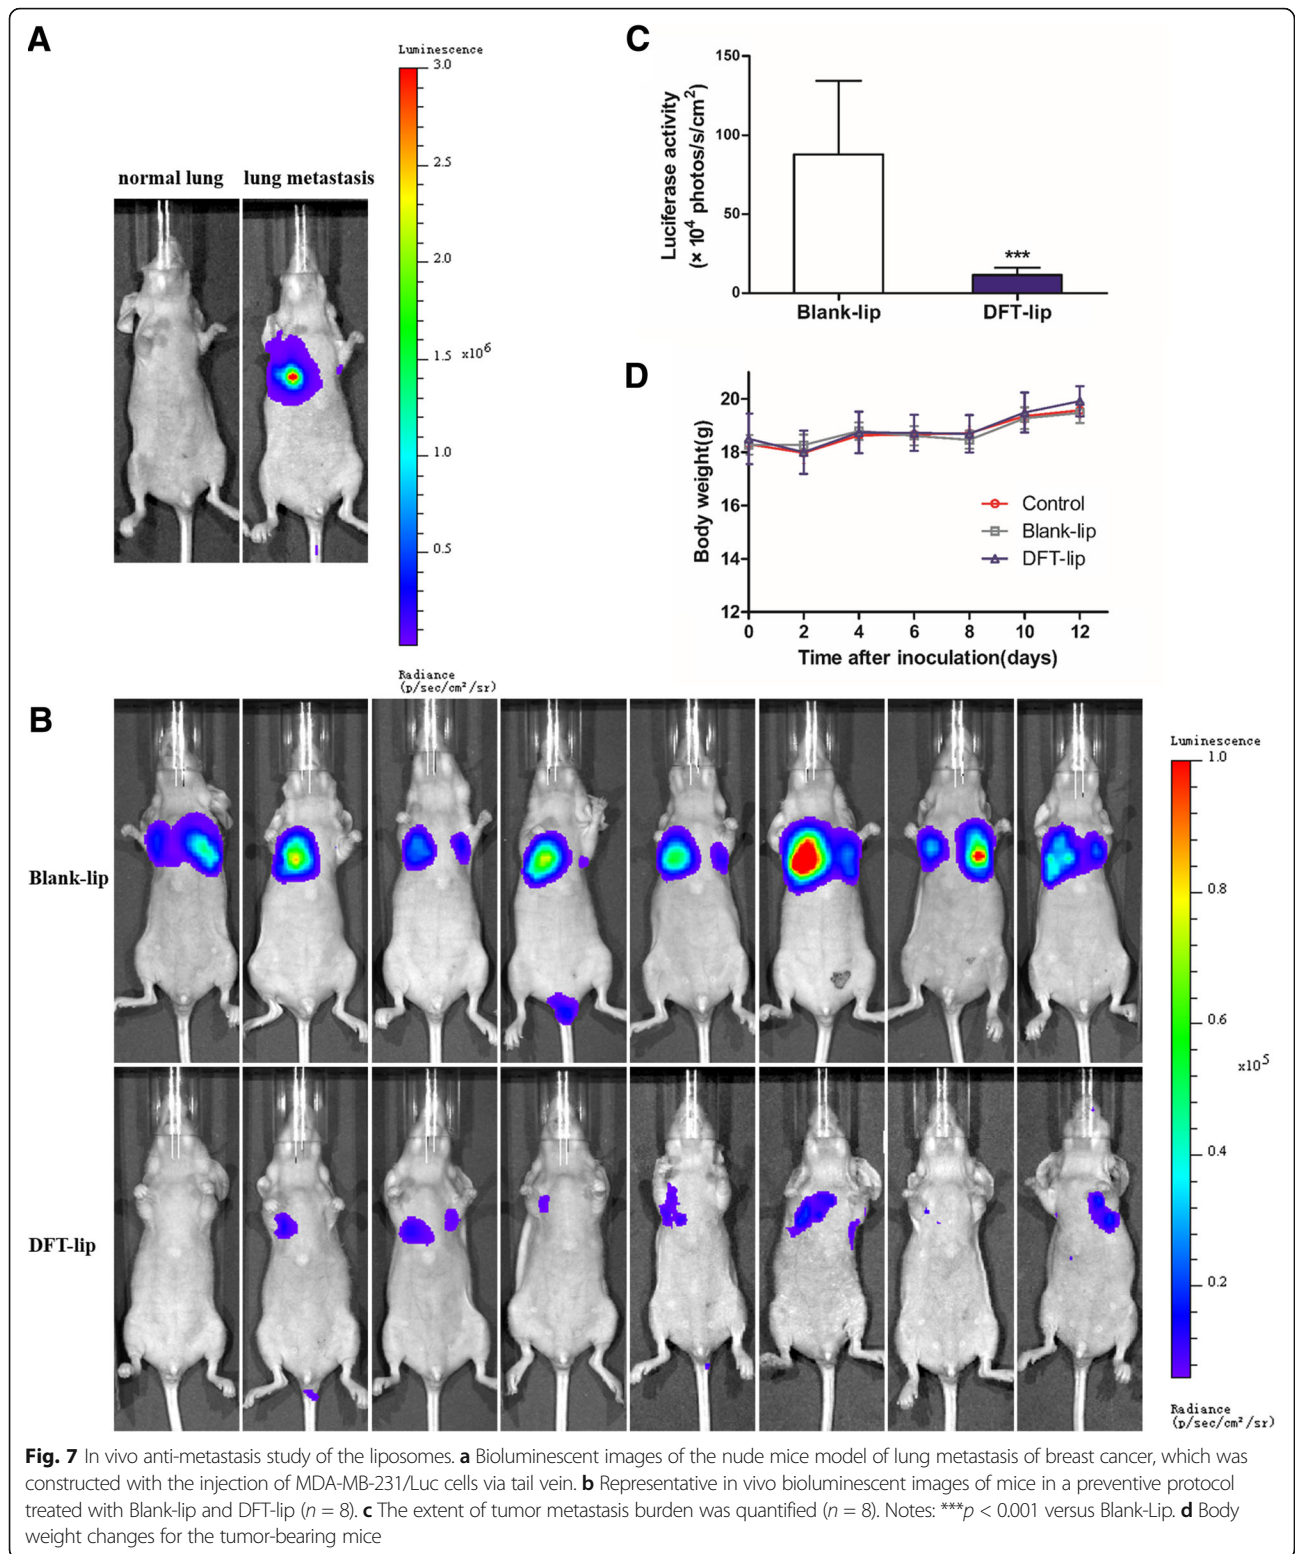 A
Luminescence
3.0
2.5
2.0
1.5 x10⁶
1.0
0.5
Radiance
(p/sec/cm²/sr)
normal lung lung metastasis
C
Luciferase activity
(× 10⁴ photos/s/cm²)
150
100
50
0
***
Blank-lip DFT-lip
D
Body weight(g)
20
18
16
14
12
Control
Blank-lip
DFT-lip
0 2 4 6 8 10 12
Time after inoculation(days)
B
Blank-lip
DFT-lip
Luminescence
1.0
0.8
0.6
x10⁵
0.4
0.2
Radiance
(p/sec/cm²/sr)
Fig. 7 In vivo anti-metastasis study of the liposomes. a Bioluminescent images of the nude mice model of lung metastasis of breast cancer, which was
constructed with the injection of MDA-MB-231/Luc cells via tail vein. b Representative in vivo bioluminescent images of mice in a preventive protocol
treated with Blank-lip and DFT-lip (n = 8). c The extent of tumor metastasis burden was quantified (n = 8). Notes: ***p < 0.001 versus Blank-Lip. d Body
weight changes for the tumor-bearing mice